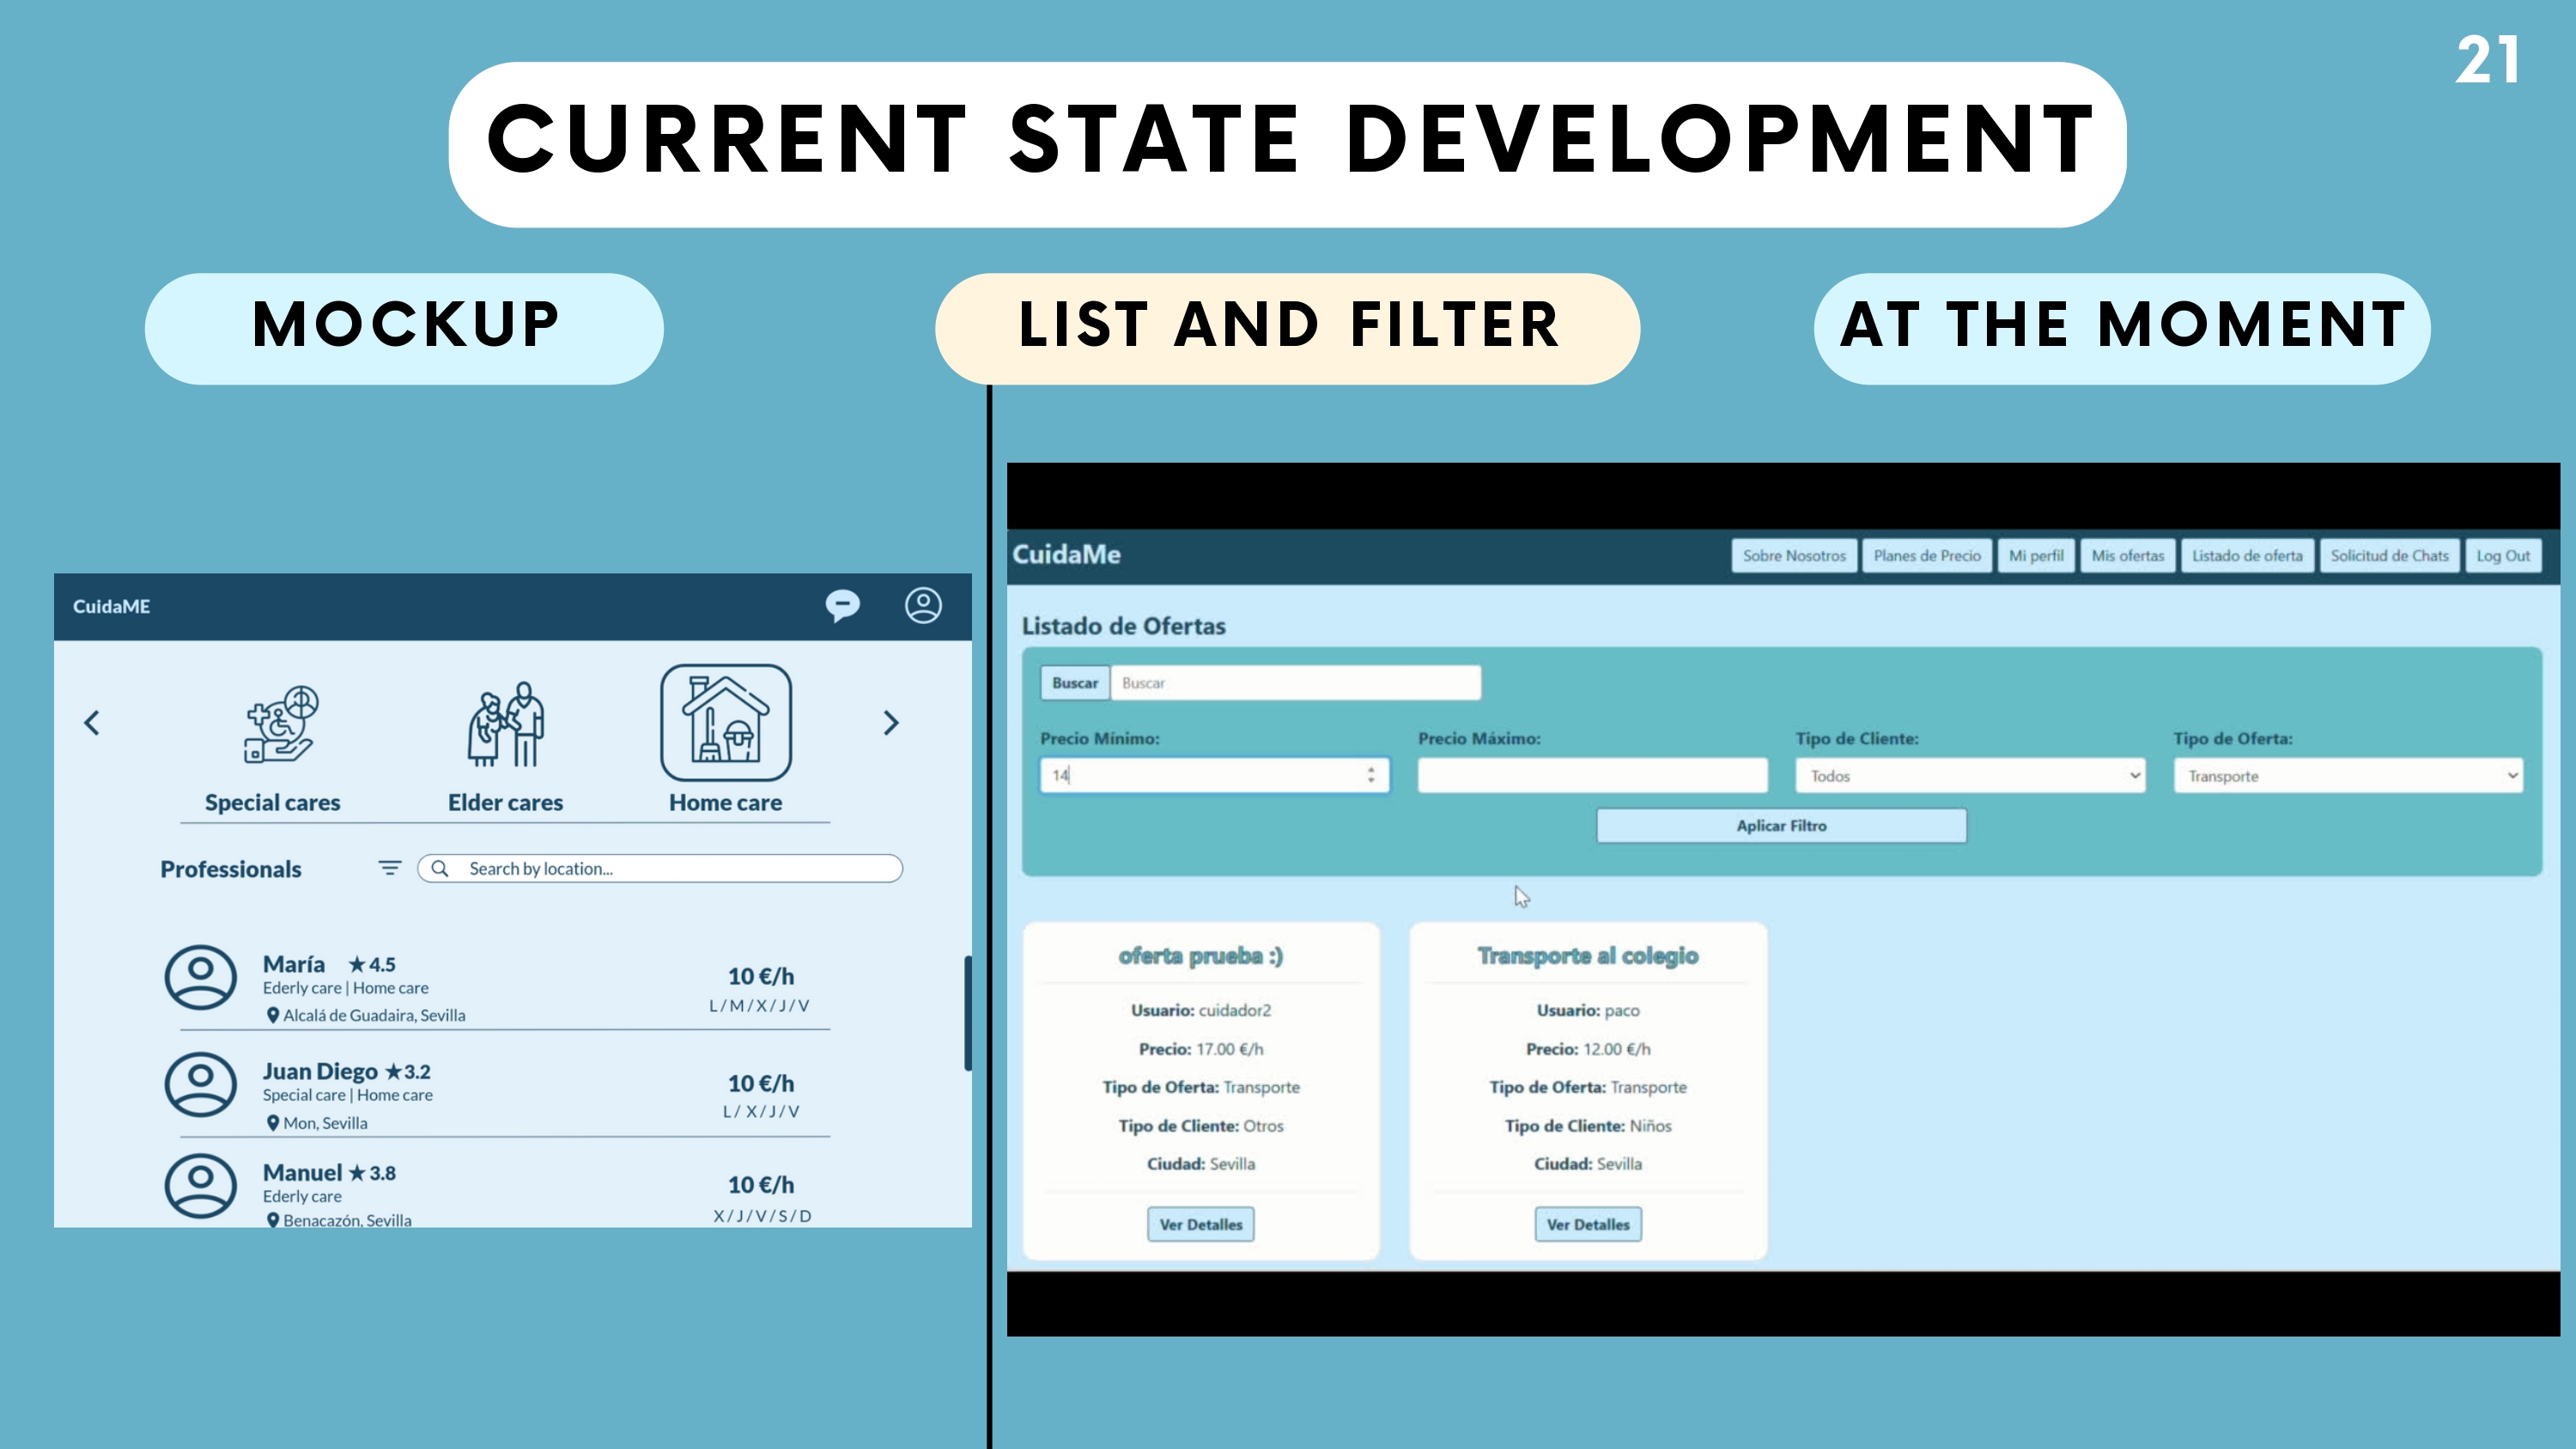 21
CURRENT STATE DEVELOPMENT
MOCKUP
LIST AND FILTER
AT THE MOMENT
CuidaME
Special cares
Elder cares
Home care
Professionals
Search by location...
María ★4.5
10 €/h
Ederly care | Home care
L/M/X/J/V
Alcalá de Guadaira, Sevilla
Juan Diego ★3.2
10 €/h
Special care | Home care
L/ X/J/V
Mon, Sevilla
Manuel ★3.8
10 €/h
Ederly care
X/J/V/S/D
Benacazón, Sevilla
CuidaMe
Sobre Nosotros Planes de Precio Mi perfil Mis ofertas Listado de oferta Solicitud de Chats Log Out
Listado de Ofertas
Buscar Buscar
Precio Mínimo: Precio Máximo: Tipo de Cliente: Tipo de Oferta:
14 Todos Transporte
Aplicar Filtro
oferta prueba :)
Usuario: cuidador2
Precio: 17.00 €/h
Tipo de Oferta: Transporte
Tipo de Cliente: Otros
Ciudad: Sevilla
Ver Detalles
Transporte al colegio
Usuario: paco
Precio: 12.00 €/h
Tipo de Oferta: Transporte
Tipo de Cliente: Niños
Ciudad: Sevilla
Ver Detalles